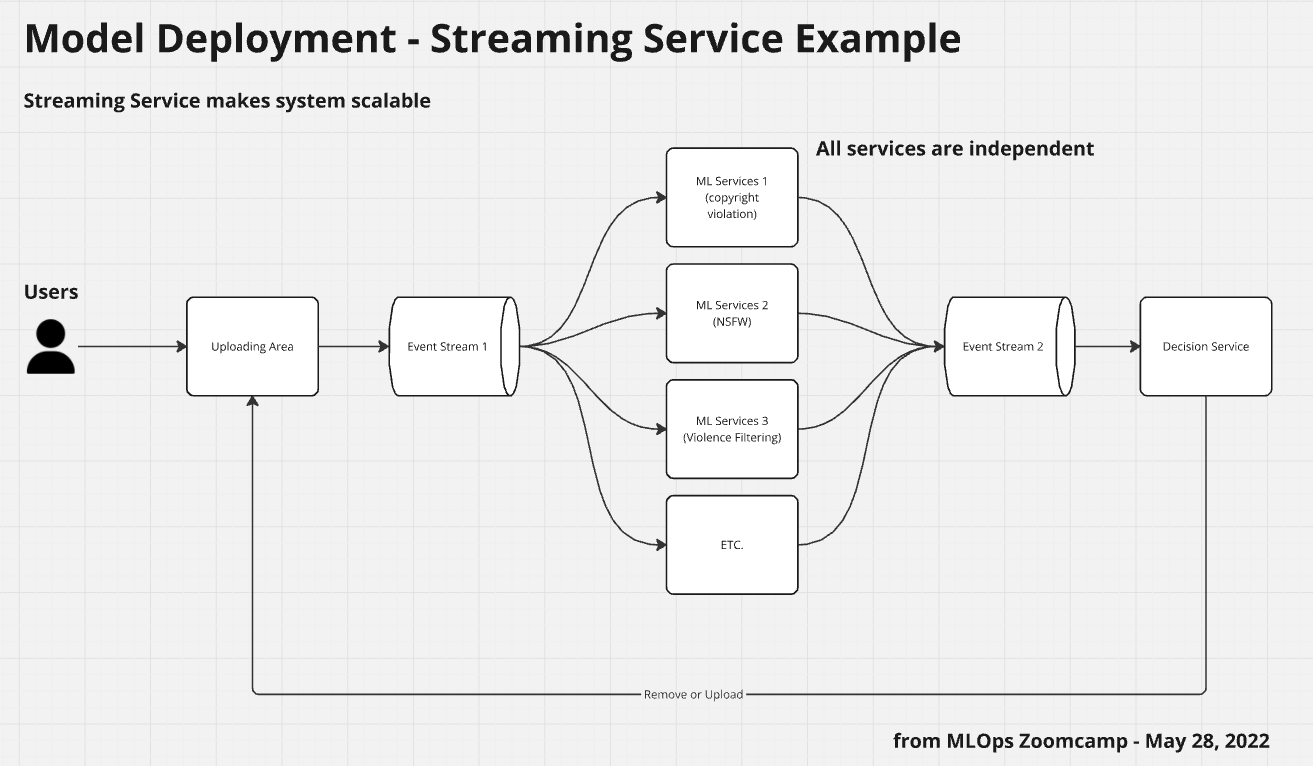 Model Deployment - Streaming Service Example
Streaming Service makes system scalable
All services are independent
ML Services 1
(copyright
violation)
Users
ML Services 2
(NSFW)
Uploading Area
Event Stream 1
Event Stream 2
Decision Service
ML Services 3
(Violence Filtering)
ETC.
Remove or Upload
from MLOps Zoomcamp - May 28, 2022